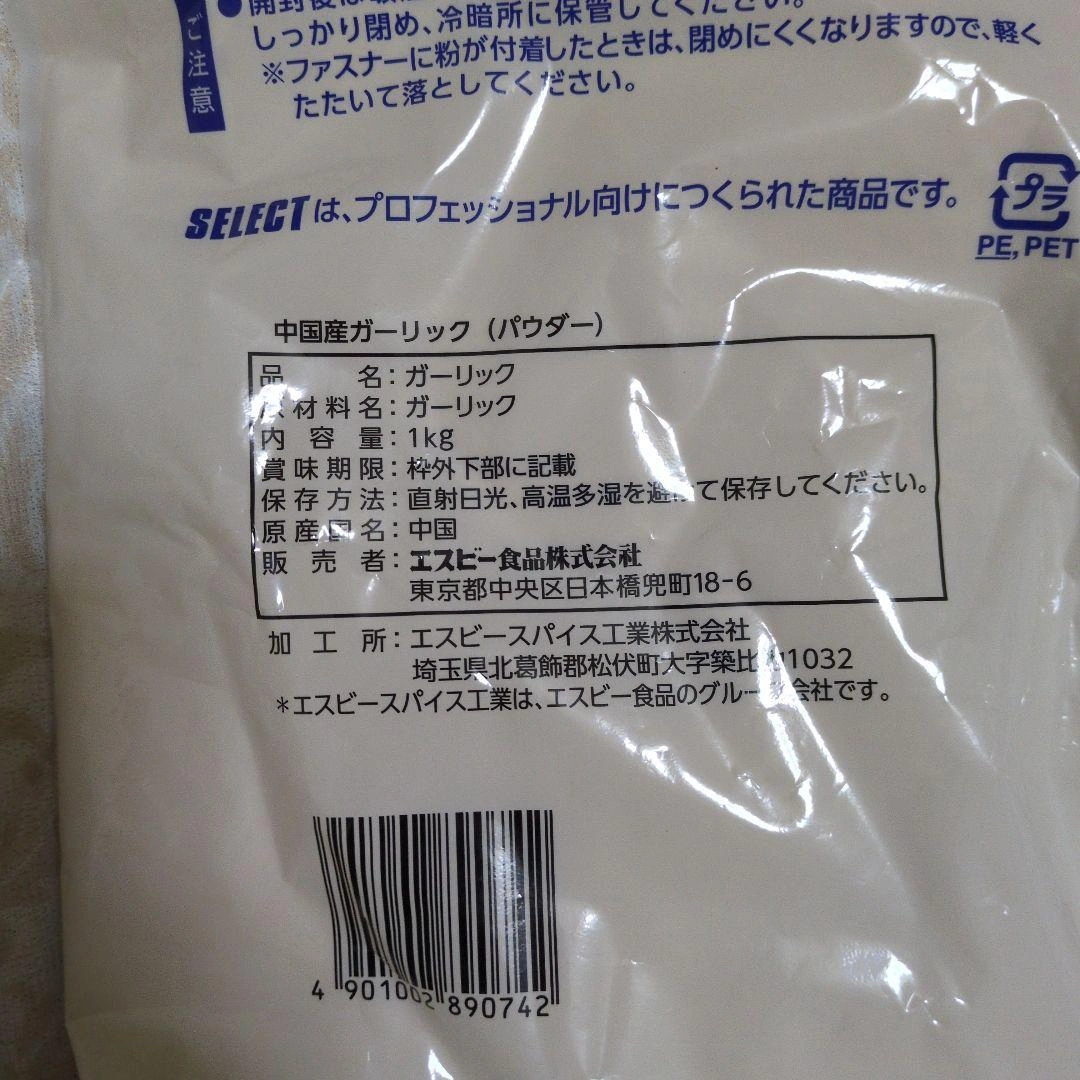 ご注意
しっかり閉め、冷暗所に保管してください。
※ファスナーに粉が付着したときは、閉めにくくなりますので、軽く
たたいて落としてください。
SELECTは、プロフェッショナル向けにつくられた商品です。
プラ
PE, PET
中国産ガーリック（パウダー）
品名：ガーリック
材料名：ガーリック
内容量：1kg
賞味期限：枠外下部に記載
保存方法：直射日光、高温多湿を避けて保存してください。
原産国名：中国
販売者：エスビー食品株式会社
東京都中央区日本橋兜町18-6
加工所：エスビースパイス工業株式会社
埼玉県北葛飾郡松伏町大字築比 1032
＊エスビースパイス工業は、エスビー食品のグループ会社です。
4 901002 890742